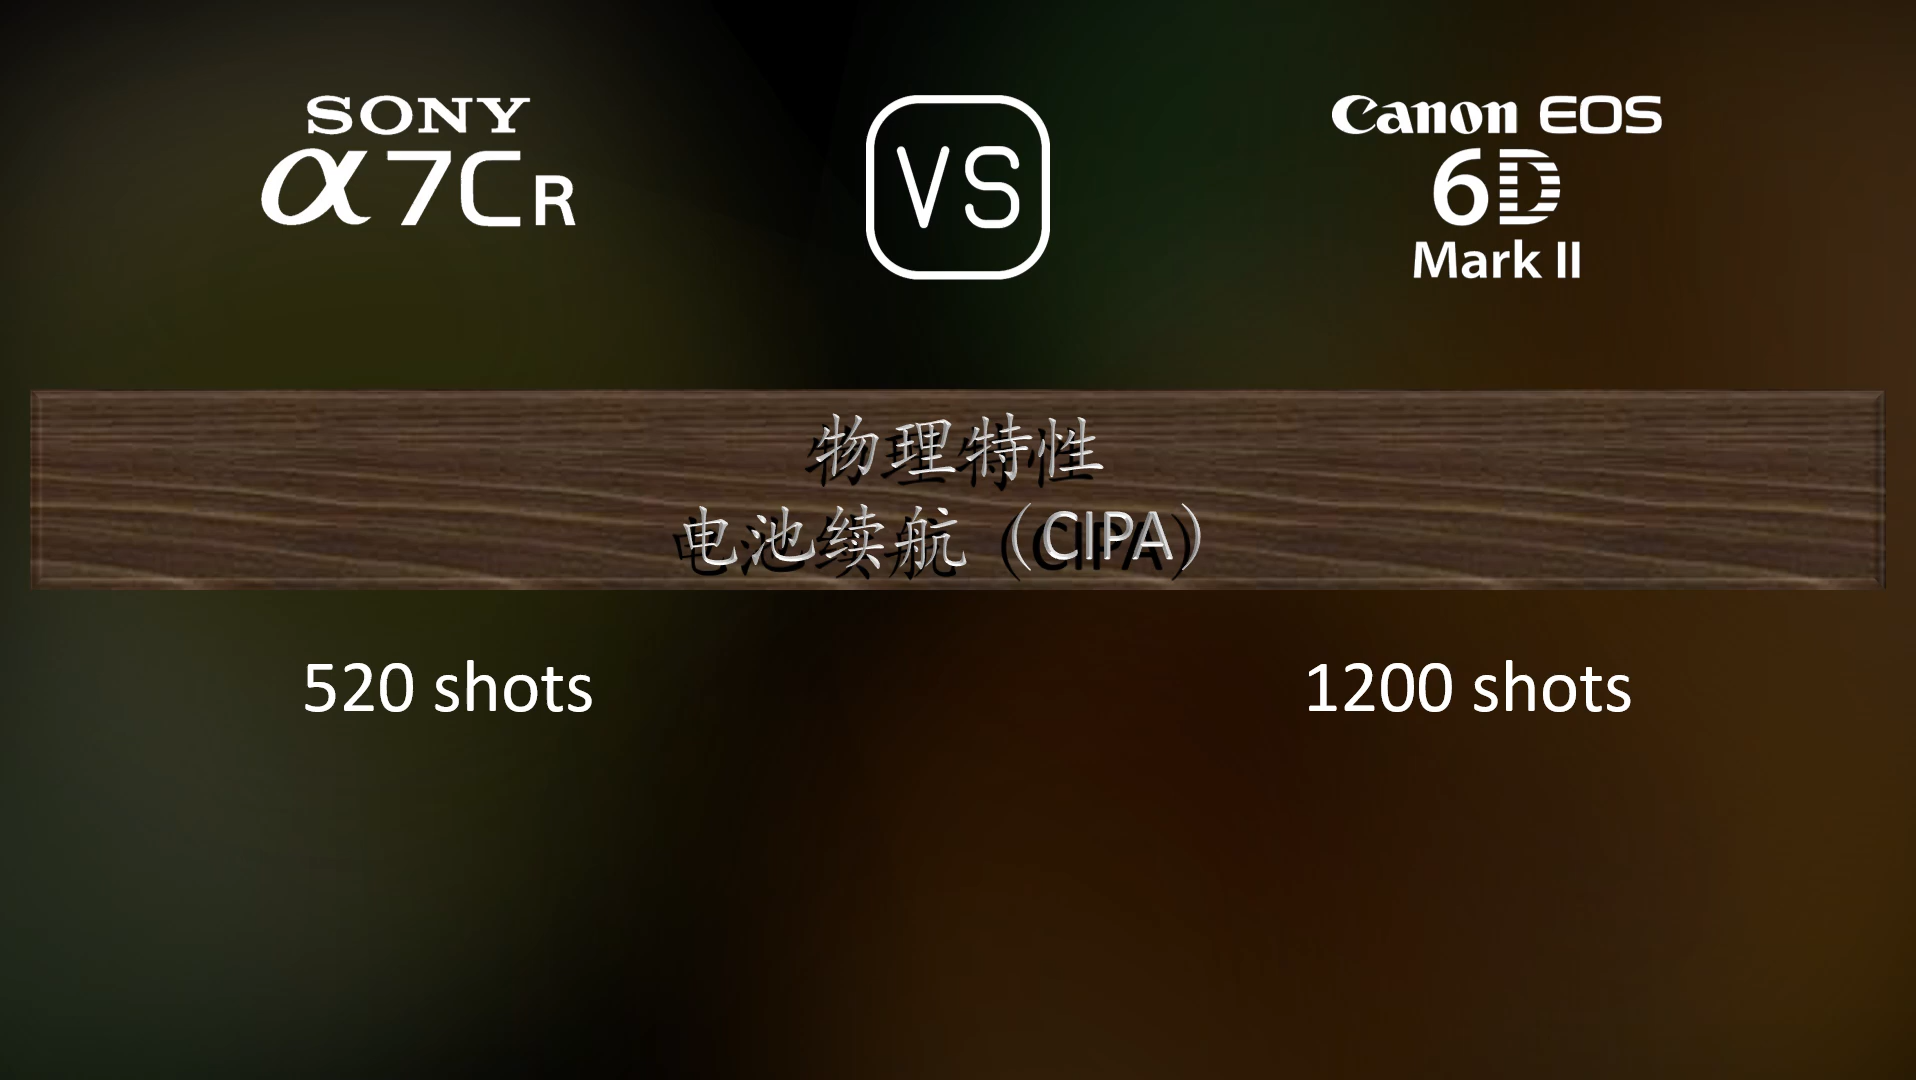 SONY
α7CR
VS
Canon EOS
6D
Mark II
物理特性
电池续航（CIPA）
520 shots
1200 shots